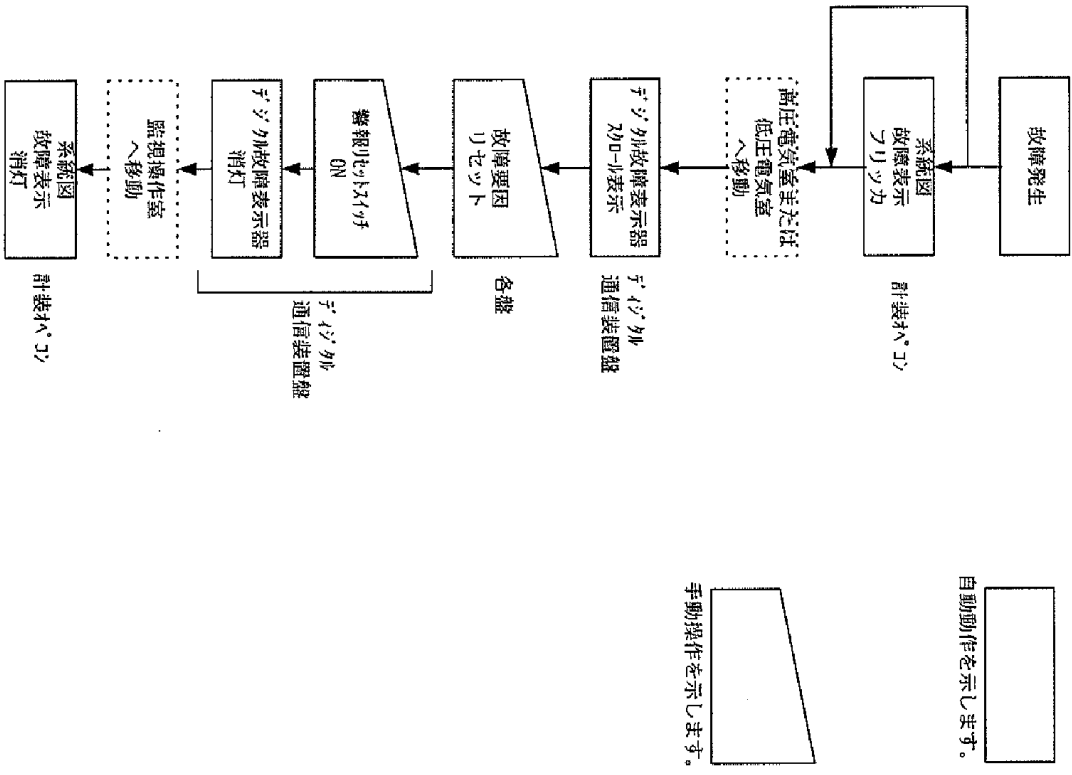 故障発生
系統図
故障表示
フリッカ
計装ｵﾍﾟｺﾝ
高圧電気室または
低圧電気室
へ移動
ﾃﾞｼﾞﾀﾙ故障表示器
ｽｸﾛｰﾙ表示
ﾃﾞｨｼﾞﾀﾙ
通信装置盤
故障要因
リセット
各盤
警報ﾘｾｯﾄｽｲｯﾁ
ON
ﾃﾞｼﾞﾀﾙ故障表示器
消灯
ﾃﾞｨｼﾞﾀﾙ
通信装置盤
監視操作室
へ移動
系統図
故障表示
消灯
計装ｵﾍﾟｺﾝ
自動動作を示します。
手動操作を示します。